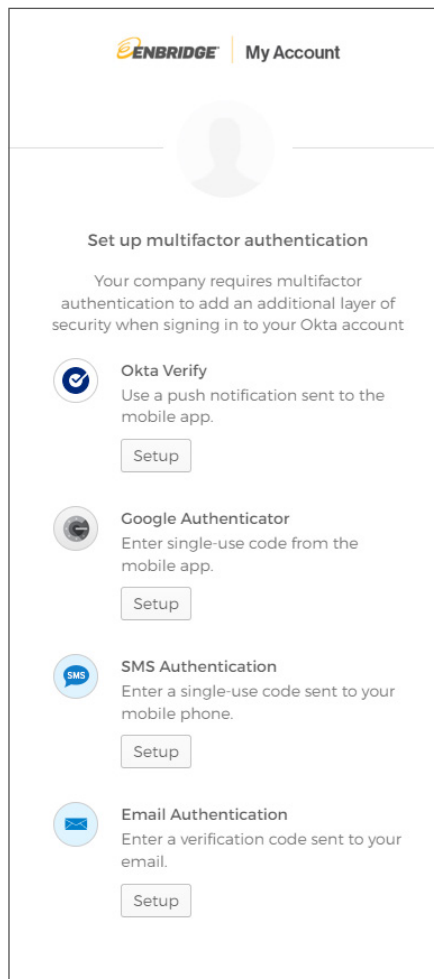 ENBRIDGE My Account
Set up multifactor authentication
Your company requires multifactor
authentication to add an additional layer of
security when signing in to your Okta account
Okta Verify
Use a push notification sent to the
mobile app.
Setup
Google Authenticator
Enter single-use code from the
mobile app.
Setup
SMS
SMS Authentication
Enter a single-use code sent to your
mobile phone.
Setup
Email Authentication
Enter a verification code sent to your
email.
Setup